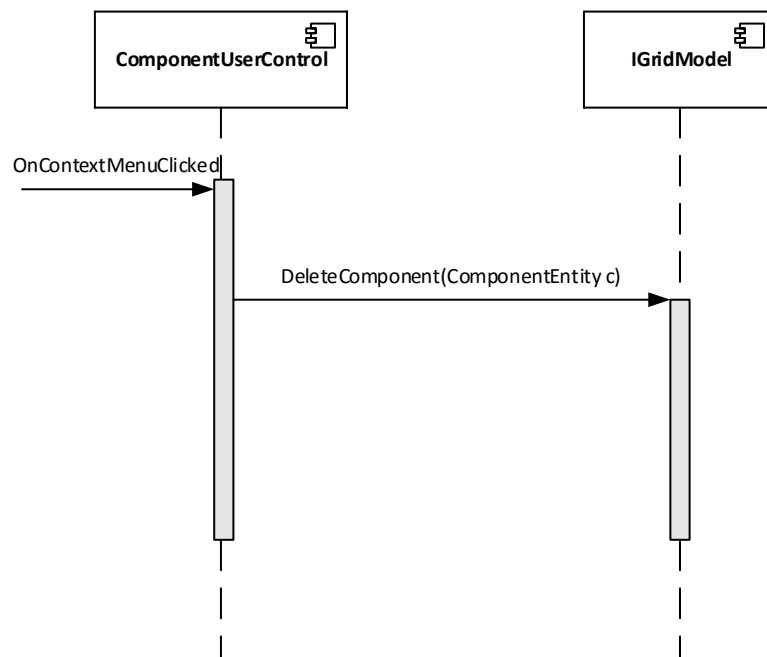 ComponentUserControl
IGridModel
OnContextMenuClicked
DeleteComponent(ComponentEntity c)